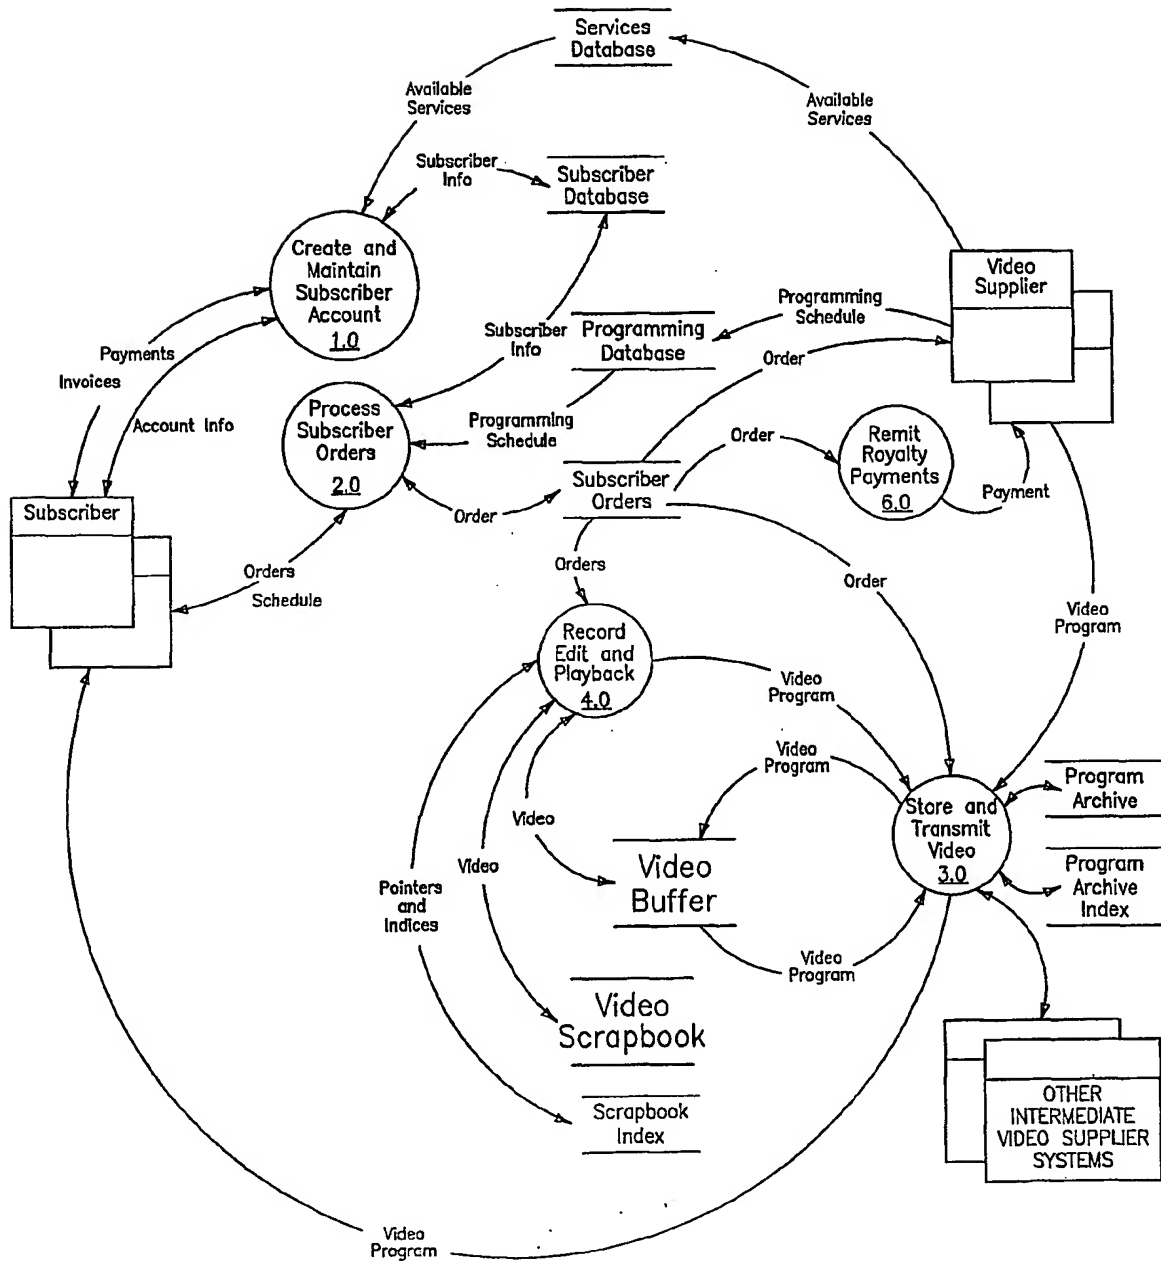 Services
Database
Available
Services
Available
Services
Subscriber
Info
Subscriber
Database
Create and
Maintain
Subscriber
Account
1.0
Video
Supplier
Programming
Schedule
Subscriber
Info
Programming
Database
Order
Payments
Invoices
Account Info
Process
Subscriber
Orders
2.0
Programming
Schedule
Order
Remit
Royalty
Payments
6.0
Payment
Subscriber
Order
Subscriber
Orders
Orders
Schedule
Orders
Order
Video
Program
Record
Edit and
Playback
4.0
Video
Program
Video
Program
Store and
Transmit
Video
3.0
Program
Archive
Program
Archive
Index
Video
Video
Pointers
and
Indices
Video
Buffer
Video
Program
Video
Scrapbook
Scrapbook
Index
OTHER
INTERMEDIATE
VIDEO SUPPLIER
SYSTEMS
Video
Program